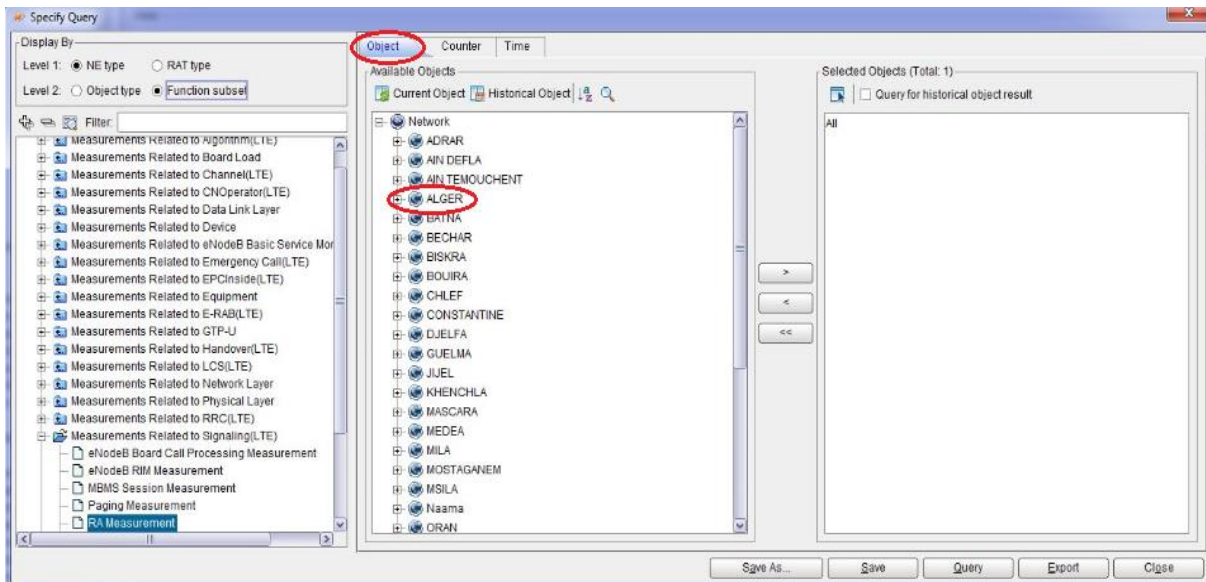 Specify Query
Display By
Level 1: NE type RAT type
Level 2: Object type Function subset
Filter:
Measurements Related to Algorithm(LTE)
Measurements Related to Board Load
Measurements Related to Channel(LTE)
Measurements Related to CNOperator(LTE)
Measurements Related to Data Link Layer
Measurements Related to Device
Measurements Related to eNodeB Basic Service Mor
Measurements Related to Emergency Call(LTE)
Measurements Related to EPCInside(LTE)
Measurements Related to Equipment
Measurements Related to E-RAB(LTE)
Measurements Related to GTP-U
Measurements Related to Handover(LTE)
Measurements Related to LCS(LTE)
Measurements Related to Network Layer
Measurements Related to Physical Layer
Measurements Related to RRC(LTE)
Measurements Related to Signaling(LTE)
eNodeB Board Call Processing Measurement
eNodeB RIM Measurement
MBMS Session Measurement
Paging Measurement
RA Measurement
Object Counter Time
Available Objects
Current Object Historical Object
Network
ADRAR
AIN DEFLA
AIN TEMOUCHENT
ALGER
BATNA
BECHAR
BISKRA
BOUIRA
CHLEF
CONSTANTINE
DJELFA
GUELMA
JIJEL
KHENCHLA
MASCARA
MEDEA
MILA
MOSTAGANEM
MSILA
Naama
ORAN
>
<
<<
Selected Objects (Total: 1)
Query for historical object result
All
Save As... Save Query Export Close